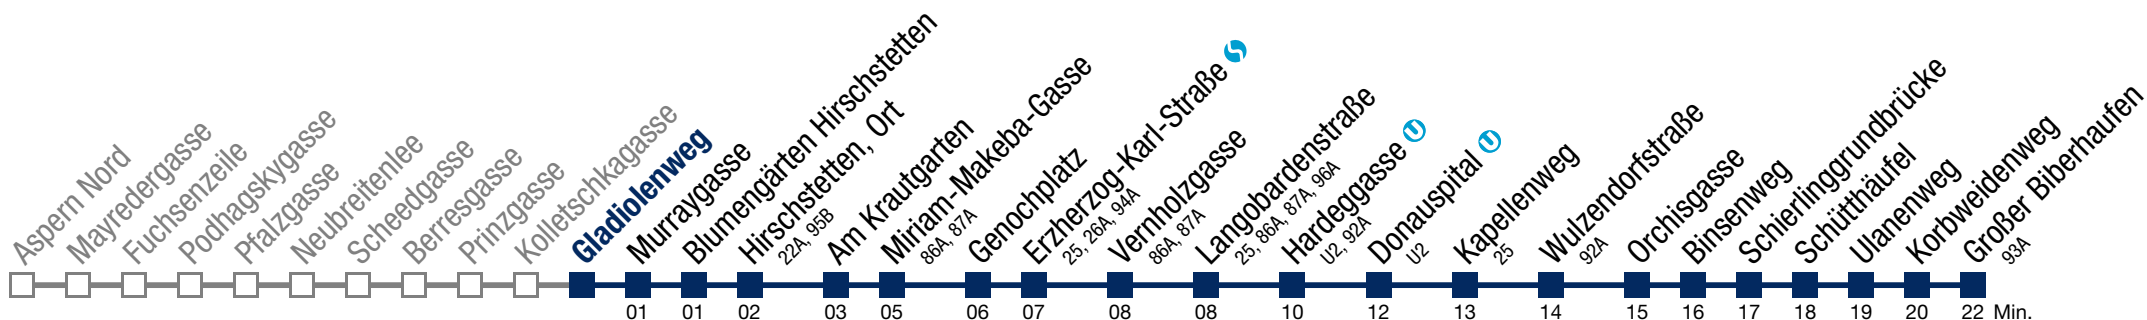 Aspern Nord
Mayredergasse
Fuchsenzeile
Podhagskygasse
Pfalzgasse
Neubreitenlee
Scheedgasse
Berresgasse
Prinzgasse
Kolletschkagasse
Gladiolenweg
Murraygasse
Blumengärten Hirschstetten
Hirschstetten, Ort
22A, 95B
Am Krautgarten
Miriam-Makeba-Gasse
86A, 87A
Genochplatz
Erzherzog-Karl-Straße S
25, 26A, 94A
Vernholzgasse
86A, 87A
Langobardenstraße
25, 86A, 87A, 96A
Hardeggasse U
U2, 92A
Donauspital U
U2
Kapellenweg
25
Wulzendorfstraße
92A
Orchisgasse
Binsenweg
Schierlinggrundbrücke
Schütthäufel
Ulanenweg
Korbweidenweg
Großer Biberhaufen
93A
01 01 02 03 05 06 07 08 08 10 12 13 14 15 16 17 18 19 20 22 Min.